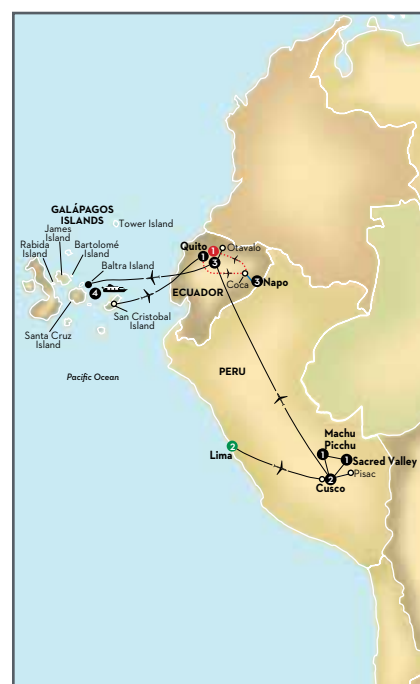 GALÁPAGOS
ISLANDS
Tower Island
James
Island
Rabida
Island
Bartolomé
Island
Baltra Island
4
San Cristobal
Island
Santa Cruz
Island
Pacific Ocean
Quito
1
1
3
Otavalo
Coca
3
Napo
ECUADOR
PERU
2
Lima
Machu
Picchu
1
1
Sacred Valley
Pisac
2
Cusco